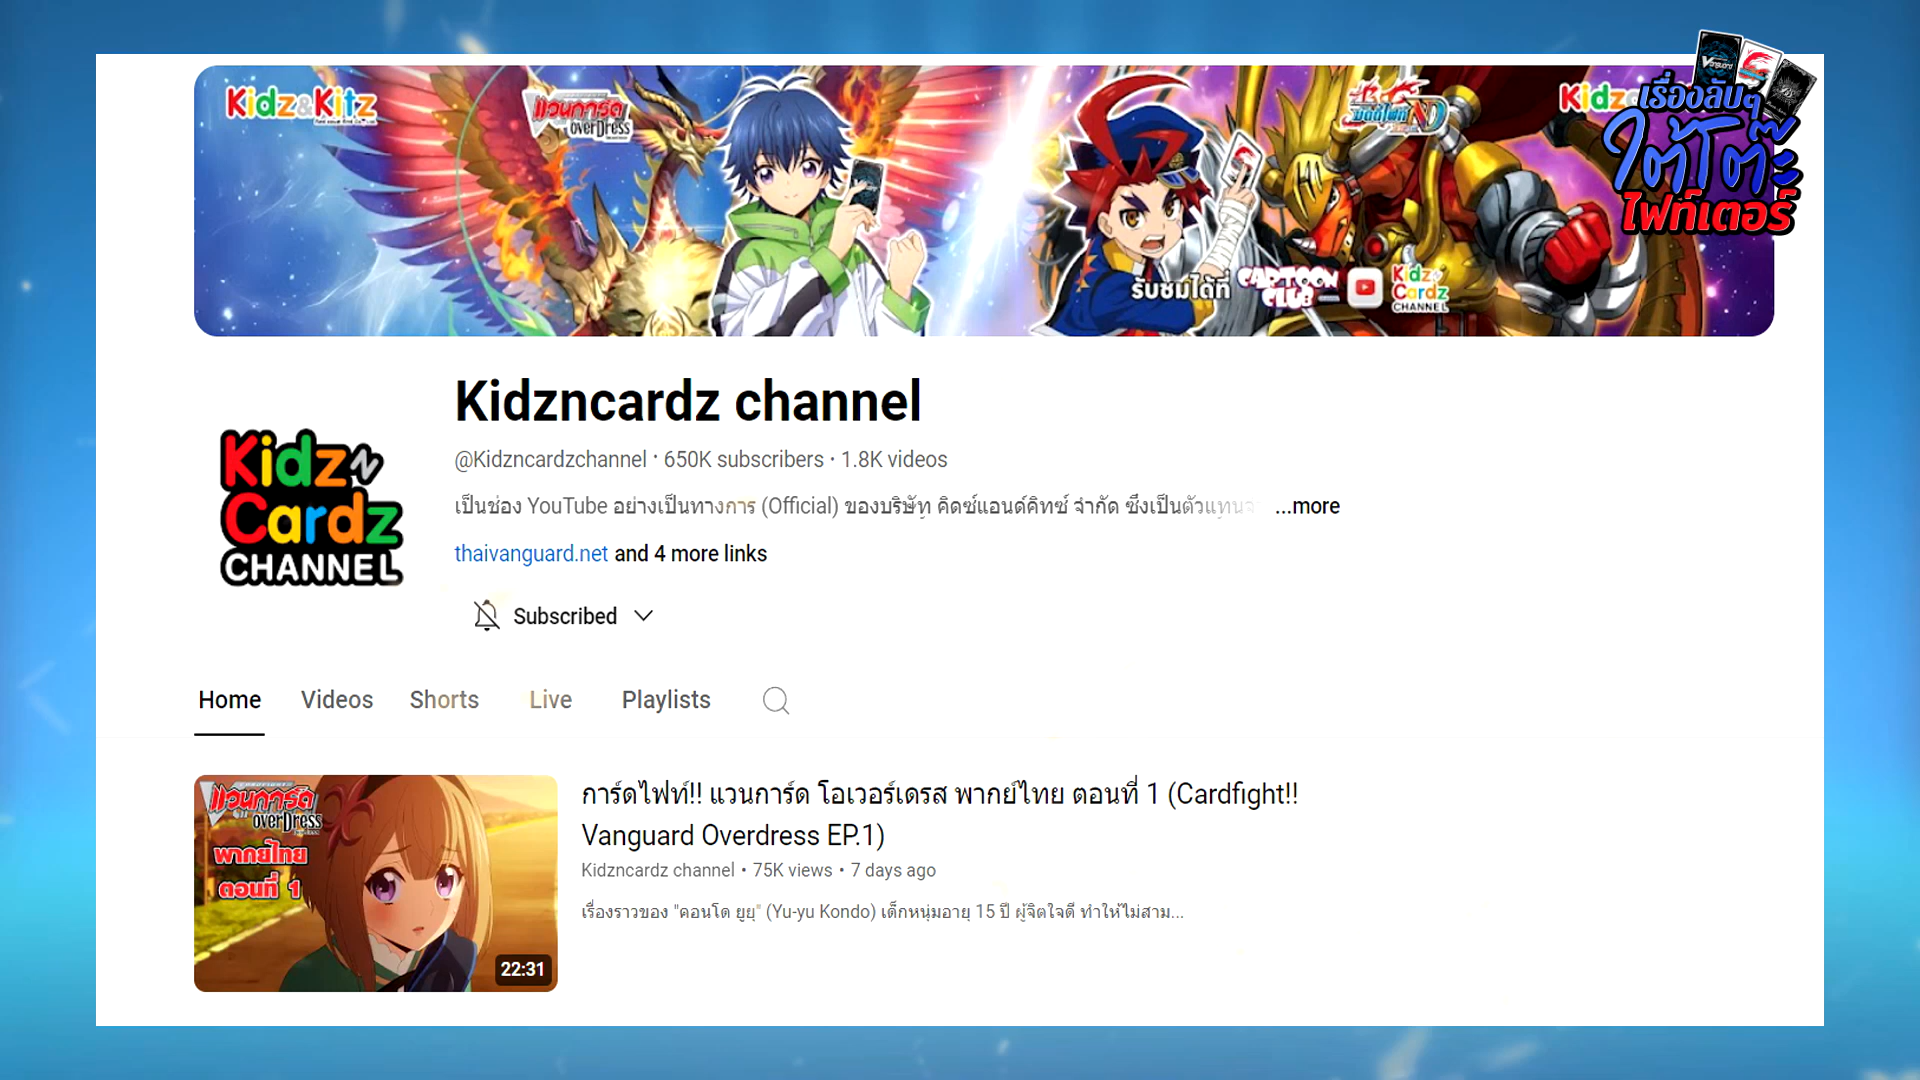 Kidz&Kitz
แวนการ์ด
overDress
บัดดี้ไฟท์
เรื่องลับๆ
ใต้โต๊ะ
ไฟท์เตอร์
Vanguard
รับชมได้ที่
CARTOON
CLUB
Kidz N
Cardz
CHANNEL
Kidzncardz channel
@Kidzncardzchannel · 650K subscribers · 1.8K videos
เป็นช่อง YouTube อย่างเป็นทางการ (Official) ของบริษัท คิดซ์แอนด์คิทซ์ จำกัด ซึ่งเป็นตัวแทนจ ...more
thaivanguard.net and 4 more links
Kidz N
Cardz
CHANNEL
Subscribed
Home Videos Shorts Live Playlists
แวนการ์ด
overDress
พากย์ไทย
ตอนที่ 1
22:31
การ์ดไฟท์!! แวนการ์ด โอเวอร์เดรส พากย์ไทย ตอนที่ 1 (Cardfight!!
Vanguard Overdress EP.1)
Kidzncardz channel • 75K views • 7 days ago
เรื่องราวของ "คอนโด ยูยุ" (Yu-yu Kondo) เด็กหนุ่มอายุ 15 ปี ผู้จิตใจดี ทำให้ไม่สาม...